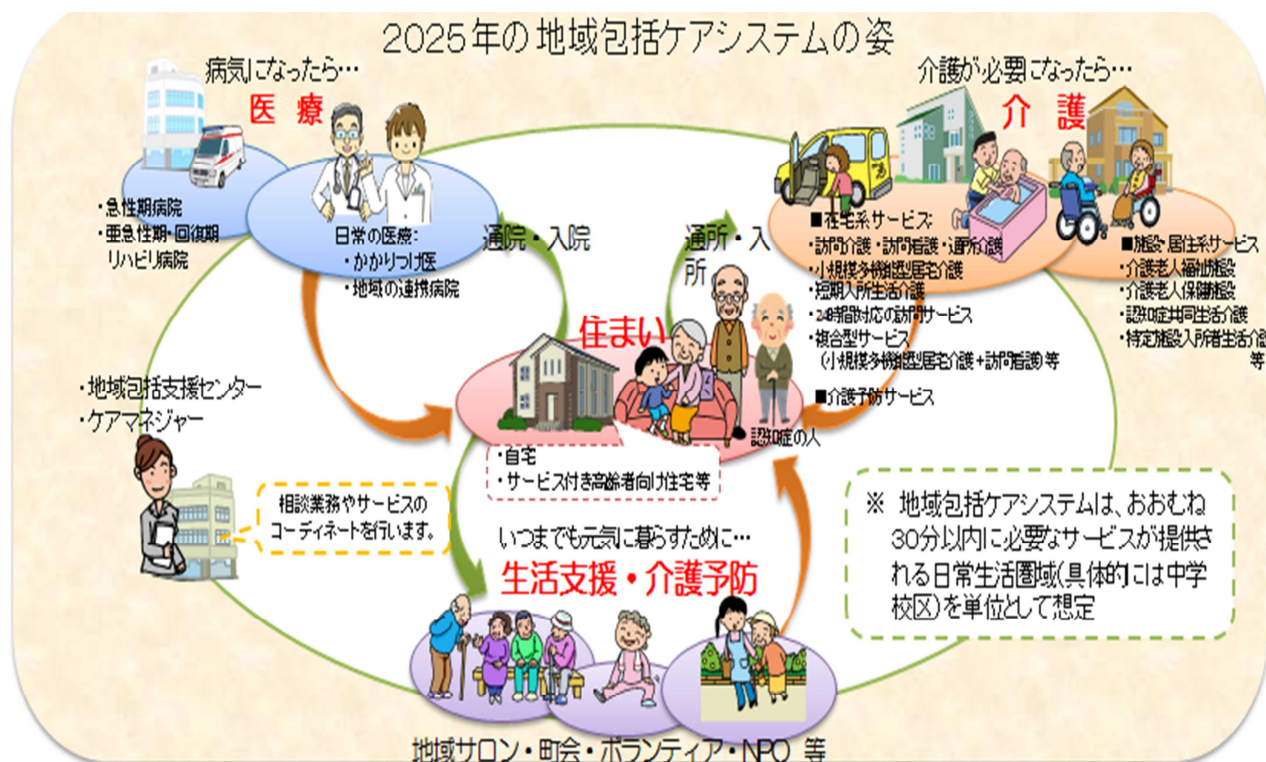 2025年の地域包括ケアシステムの姿
病気になったら…
医 療
・急性期病院
・亜急性期・回復期
リハビリ病院
日常の医療:
・かかりつけ医
・地域の連携病院
通院・入院
通所・入
所
介護が必要になったら…
介 護
■在宅系サービス:
・訪問介護・訪問看護・通所介護
・小規模多機能型居宅介護
・短期入所生活介護
・24時間対応の訪問サービス
・複合型サービス
(小規模多機能型居宅介護+訪問看護)等
■介護予防サービス
■施設・居住系サービス
・介護老人福祉施設
・介護老人保健施設
・認知症共同生活介護
・特定施設入所者生活介
等
住まい
認知症の人
・自宅
・サービス付き高齢者向け住宅等
・地域包括支援センター
・ケアマネジャー
相談業務やサービスの
コーディネートを行います。
いつまでも元気に暮らすために…
生活支援・介護予防
地域サロン・町会・ボランティア・NPO 等
※ 地域包括ケアシステムは、おおむね
30分以内に必要なサービスが提供さ
れる日常生活圏域(具体的には中学
校区)を単位として想定